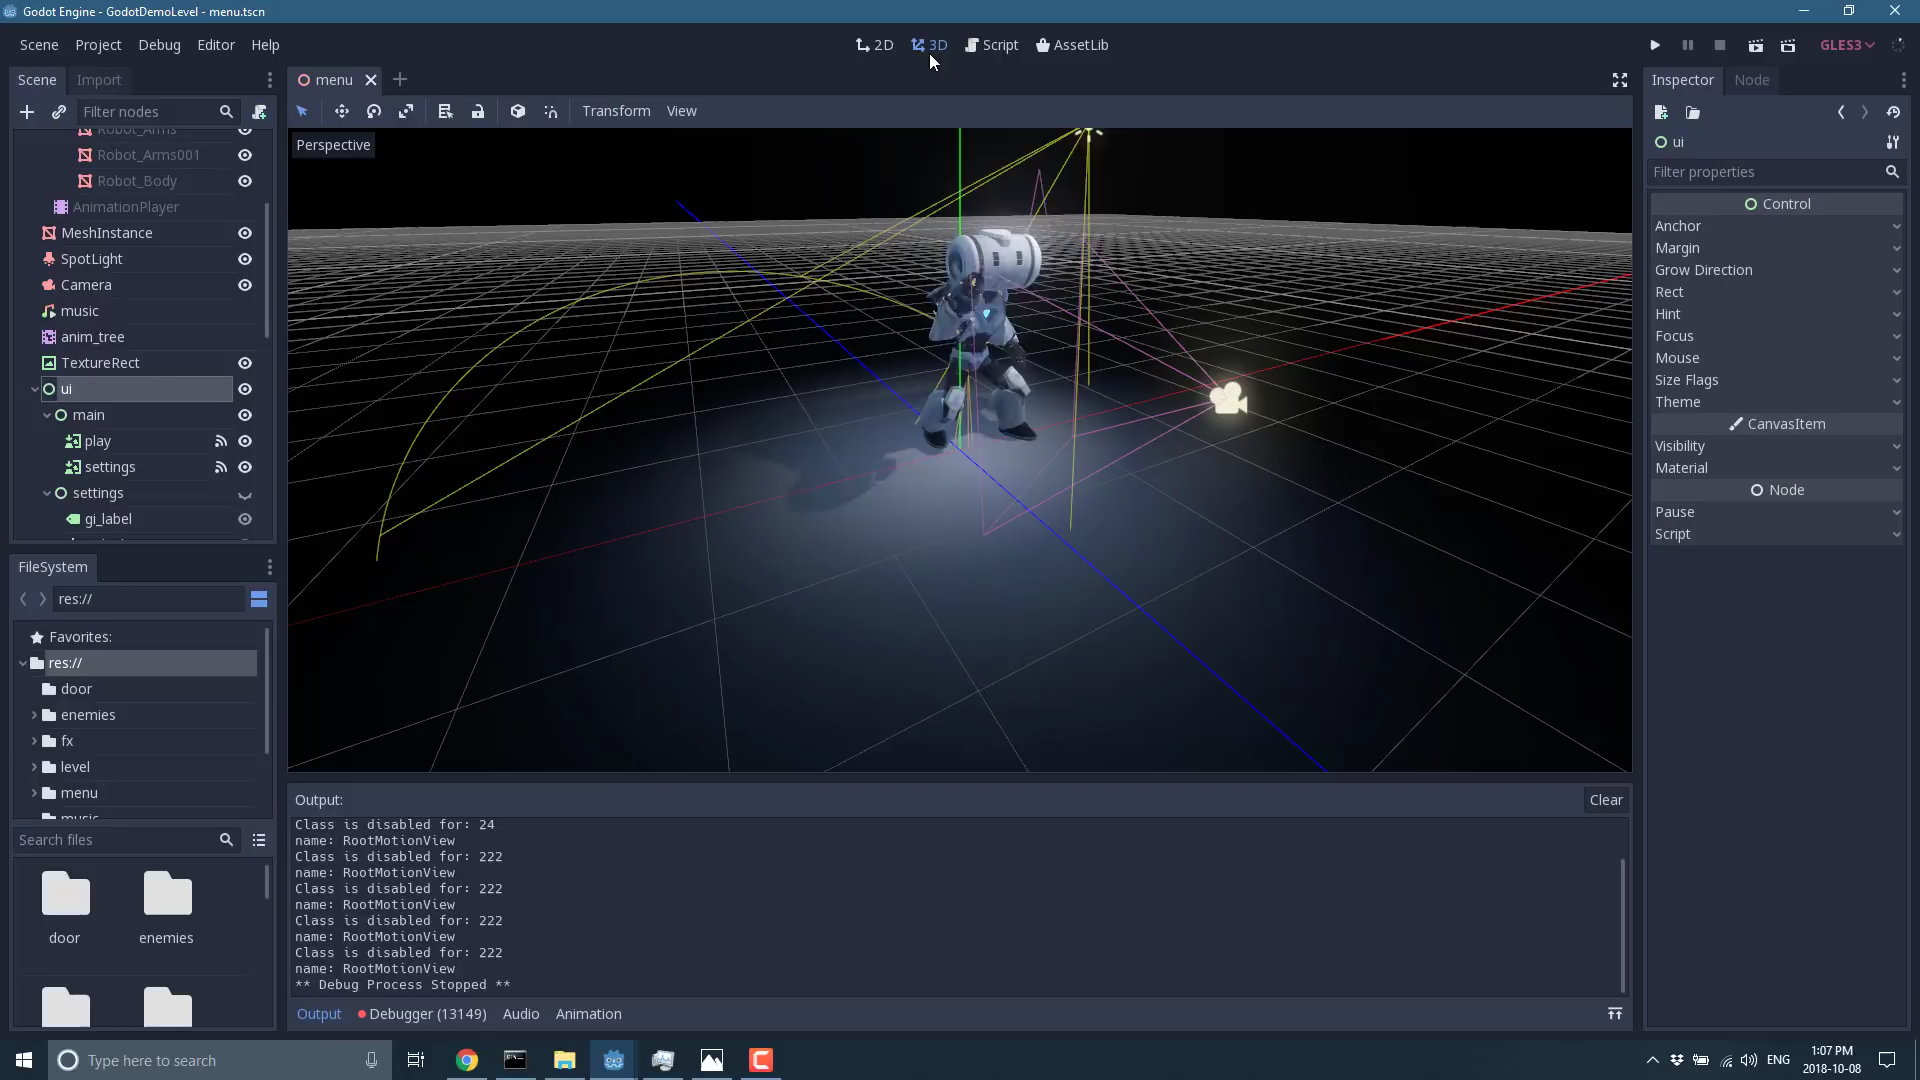 Godot Engine - GodotDemoLevel - menu.tscn
Scene Project Debug Editor Help
2D 3D Script AssetLib
GLES3
Scene Import
menu
Inspector Node
Filter nodes
Transform View
Robot_Arms
Robot_Arms001
Robot_Body
AnimationPlayer
MeshInstance
SpotLight
Camera
music
anim_tree
TextureRect
ui
main
play
settings
settings
gi_label
Perspective
ui
Filter properties
Control
Anchor
Margin
Grow Direction
Rect
Hint
Focus
Mouse
Size Flags
Theme
CanvasItem
Visibility
Material
Node
Pause
Script
FileSystem
res://
Favorites:
res://
door
enemies
fx
level
menu
music
Search files
door enemies
Output:
Clear
Class is disabled for: 24
name: RootMotionView
Class is disabled for: 222
name: RootMotionView
Class is disabled for: 222
name: RootMotionView
Class is disabled for: 222
name: RootMotionView
Class is disabled for: 222
name: RootMotionView
** Debug Process Stopped **
Output Debugger (13149) Audio Animation
Type here to search
ENG
1:07 PM
2018-10-08